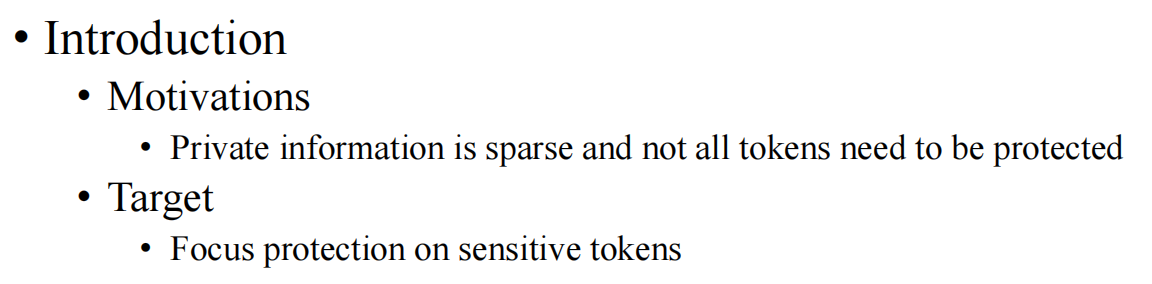 • Introduction
• Motivations
• Private information is sparse and not all tokens need to be protected
• Target
• Focus protection on sensitive tokens